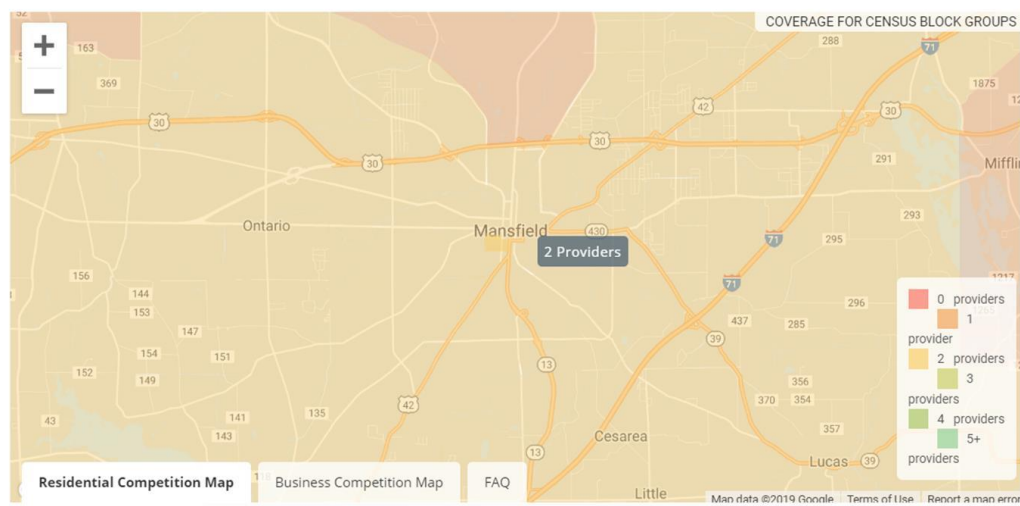 COVERAGE FOR CENSUS BLOCK GROUPS
+
−
52
163
288
71
369
42
1875
30
30
30
30
291
Mifflin
293
Ontario
Mansfield
430
2 Providers
71
295
156
71
1217
144
296
0 providers
153
1
147
437
285
provider
39
154
151
2 providers
152
149
13
3
356
providers
370
354
42
4 providers
43
141
135
357
5+
143
Cesarea
providers
13
Lucas
39
Residential Competition Map
Business Competition Map
FAQ
Little
Map data ©2019 Google
Terms of Use
Report a map error